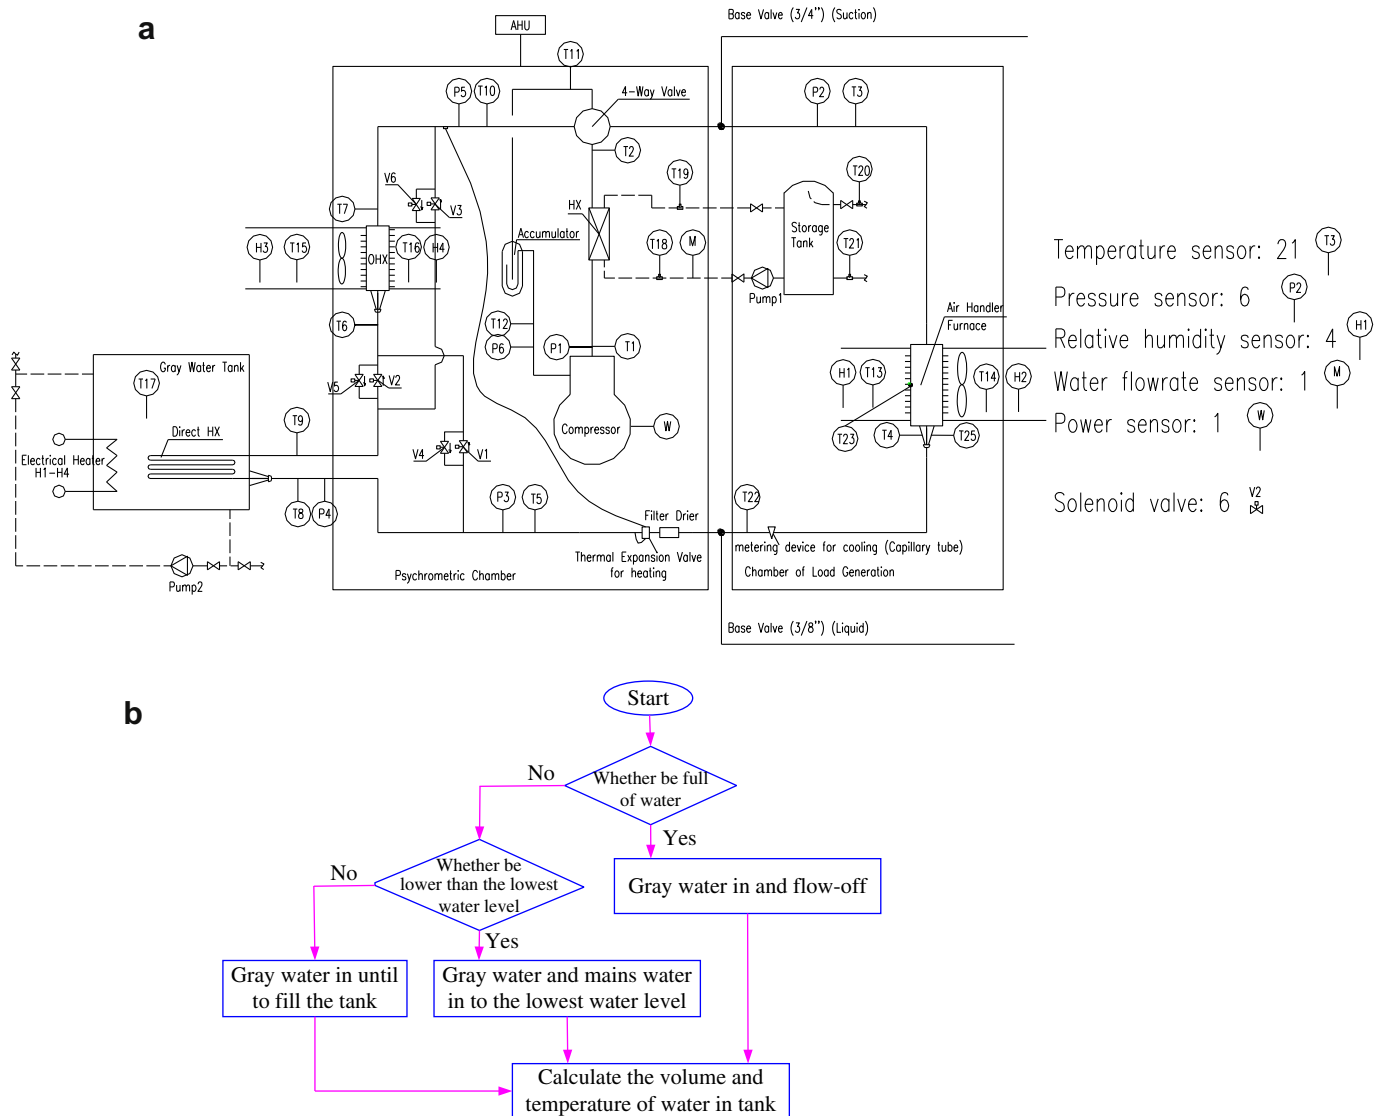 a
AHU
Base Valve (3/4") (Suction)
T11
P5
T10
4-Way Valve
P2
T3
T2
T19
T20
V6
V3
T7
HX
Accumulator
Storage
Tank
H3
T15
OHX
T16
H4
T18
M
T21
Pump1
Temperature sensor: 21
T3
Pressure sensor: 6
P2
Relative humidity sensor: 4
H1
Water flowrate sensor: 1
M
Power sensor: 1
W
Solenoid valve: 6
V2
T6
T12
P6
P1
T1
Air Handler
Furnace
Gray Water Tank
T17
V5
V2
H1
T13
T14
H2
Direct HX
T9
Compressor
W
T23
T4
T25
Electrical Heater
H1-H4
V4
V1
T8
P4
P3
T5
Filter Drier
T22
Thermal Expansion Valve
for heating
metering device for cooling (Capillary tube)
Psychrometric Chamber
Chamber of Load Generation
Pump2
Base Valve (3/8") (Liquid)
b
Start
Whether be full
of water
No
Yes
Whether be
lower than the lowest
water level
No
Yes
Gray water in and flow-off
Gray water in until
to fill the tank
Gray water and mains water
in to the lowest water level
Calculate the volume and
temperature of water in tank